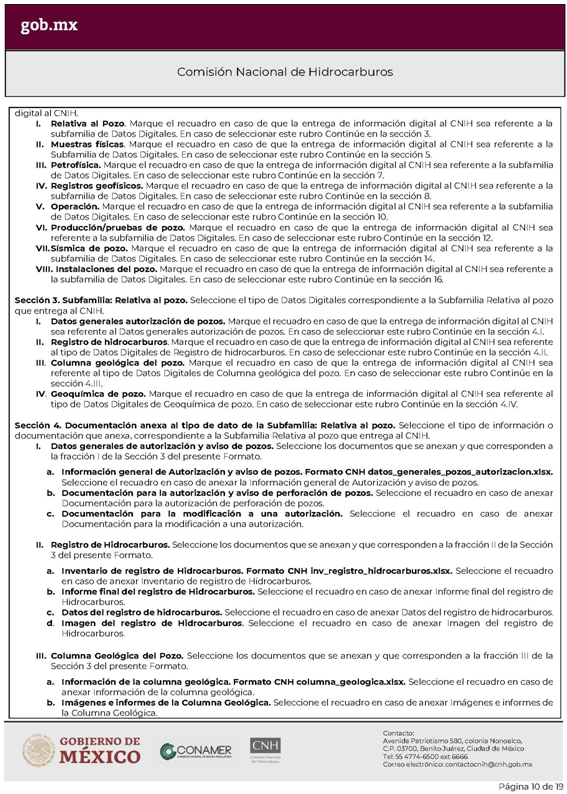 gob.mx
Comisión Nacional de Hidrocarburos
digital al CNIH.
I. Relativa al Pozo. Marque el recuadro en caso de que la entrega de información digital al CNIH sea referente a la
subfamilia de Datos Digitales. En caso de seleccionar este rubro Continúe en la sección 3.
II. Muestras físicas. Marque el recuadro en caso de que la entrega de información digital al CNIH sea referente a la
Subfamilia de Datos Digitales. En caso de seleccionar este rubro Continúe en la sección 5.
III. Petrofísica. Marque el recuadro en caso de que la entrega de información digital al CNIH sea referente a la subfamilia
de Datos Digitales. En caso de seleccionar este rubro Continúe en la sección 7.
IV. Registros geofísicos. Marque el recuadro en caso de que la entrega de información digital al CNIH sea referente a la
subfamilia de Datos Digitales. En caso de seleccionar este rubro Continúe en la sección 8.
V. Operación. Marque el recuadro en caso de que la entrega de información digital al CNIH sea referente a la subfamilia
de Datos Digitales. En caso de seleccionar este rubro Continúe en la sección 10.
VI. Producción/pruebas de pozo. Marque el recuadro en caso de que la entrega de información digital al CNIH sea
referente a la subfamilia de Datos Digitales. En caso de seleccionar este rubro Continúe en la sección 12.
VII. Sísmica de pozo. Marque el recuadro en caso de que la entrega de información digital al CNIH sea referente a la
subfamilia de Datos Digitales. En caso de seleccionar este rubro Continúe en la sección 14.
VIII. Instalaciones del pozo. Marque el recuadro en caso de que la entrega de información digital al CNIH sea referente a
la subfamilia de Datos Digitales. En caso de seleccionar este rubro Continúe en la sección 16.
Sección 3. Subfamilia: Relativa al pozo. Seleccione el tipo de Datos Digitales correspondiente a la Subfamilia Relativa al pozo
que entrega al CNIH.
I. Datos generales autorización de pozos. Marque el recuadro en caso de que la entrega de información digital al CNIH
sea referente al Datos generales autorización de pozos. En caso de seleccionar este rubro Continúe en la sección 4.I.
II. Registro de hidrocarburos. Marque el recuadro en caso de que la entrega de información digital al CNIH sea referente
al tipo de Datos Digitales de Registro de hidrocarburos. En caso de seleccionar este rubro Continúe en la sección 4.II.
III. Columna geológica del pozo. Marque el recuadro en caso de que la entrega de información digital al CNIH sea
referente al tipo de Datos Digitales de Columna geológica del pozo. En caso de seleccionar este rubro Continúe en la
sección 4.III.
IV. Geoquímica de pozo. Marque el recuadro en caso de que la entrega de información digital al CNIH sea referente al
tipo de Datos Digitales de Geoquímica de pozo. En caso de seleccionar este rubro Continúe en la sección 4.IV.
Sección 4. Documentación anexa al tipo de dato de la Subfamilia: Relativa al pozo. Seleccione el tipo de información o
documentación que anexa, correspondiente a la Subfamilia Relativa al pozo que entrega al CNIH.
I. Datos generales de autorización y aviso de pozos. Seleccione los documentos que se anexan y que corresponden a
la fracción I de la Sección 3 del presente Formato.
a. Información general de Autorización y aviso de pozos. Formato CNH datos_generales_pozos_autorizacion.xlsx.
Seleccione el recuadro en caso de anexar la Información general de Autorización y aviso de pozos.
b. Documentación para la autorización y aviso de perforación de pozos. Seleccione el recuadro en caso de anexar
Documentación para la autorización de perforación de pozos.
c. Documentación para la modificación a una autorización. Seleccione el recuadro en caso de anexar
Documentación para la modificación a una autorización.
II. Registro de Hidrocarburos. Seleccione los documentos que se anexan y que corresponden a la fracción II de la Sección
3 del presente Formato.
a. Inventario de registro de Hidrocarburos. Formato CNH inv_registro_hidrocarburos.xlsx. Seleccione el recuadro
en caso de anexar Inventario de registro de Hidrocarburos.
b. Informe final del registro de Hidrocarburos. Seleccione el recuadro en caso de anexar Informe final del registro de
Hidrocarburos.
c. Datos del registro de hidrocarburos. Seleccione el recuadro en caso de anexar Datos del registro de hidrocarburos.
d. Imagen del registro de Hidrocarburos. Seleccione el recuadro en caso de anexar Imagen del registro de
Hidrocarburos.
III. Columna Geológica del Pozo. Seleccione los documentos que se anexan y que corresponden a la fracción III de la
Sección 3 del presente Formato.
a. Información de la columna geológica. Formato CNH columna_geologica.xlsx. Seleccione el recuadro en caso de
anexar Información de la columna geológica.
b. Imágenes e informes de la Columna Geológica. Seleccione el recuadro en caso de anexar Imágenes e informes de
la Columna Geológica.
GOBIERNO DE
MÉXICO
CONAMER
CNH
Comisión Nacional
de Hidrocarburos
Contacto:
Avenida Patriotismo 580, colonia Nonoalco,
C.P. 03700, Benito Juárez, Ciudad de México
Tel: 55 4774-6500 ext 6666
Correo electrónico: contactocnih@cnh.gob.mx
Página 10 de 19